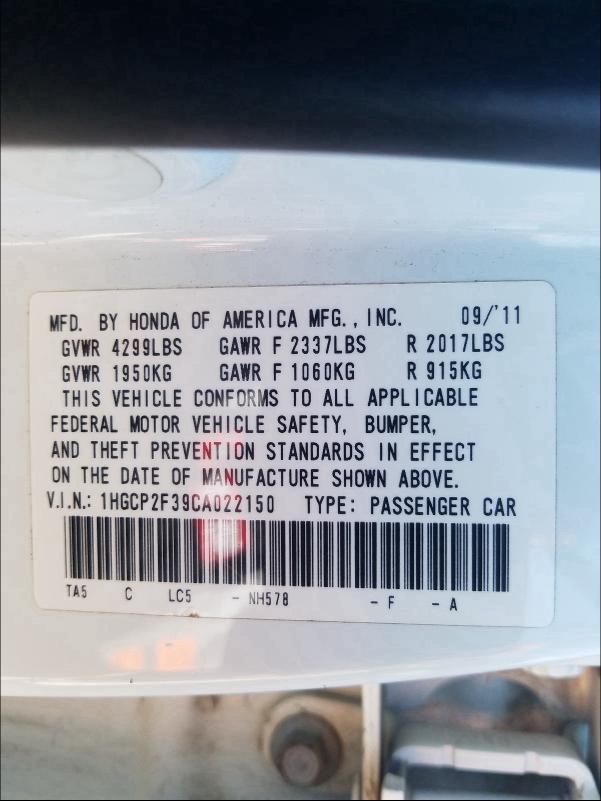 MFD. BY HONDA OF AMERICA MFG., INC. 09/'11
GVWR 4299LBS GAWR F 2337LBS R 2017LBS
GVWR 1950KG GAWR F 1060KG R 915KG
THIS VEHICLE CONFORMS TO ALL APPLICABLE
FEDERAL MOTOR VEHICLE SAFETY, BUMPER,
AND THEFT PREVENTION STANDARDS IN EFFECT
ON THE DATE OF MANUFACTURE SHOWN ABOVE.
V.I.N.: 1HGCP2F39CA022150 TYPE: PASSENGER CAR
TA5 C LC5 - NH578 - F - A